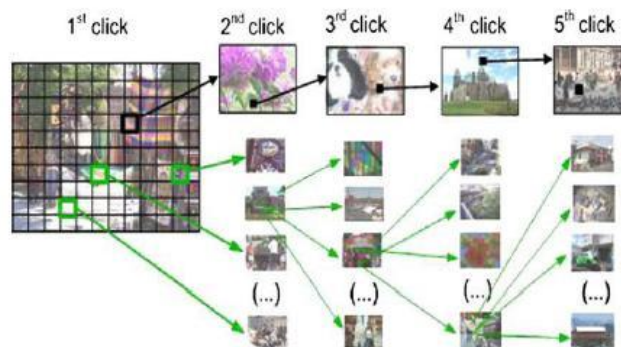 1st click
2nd click
3rd click
4th click
5th click
(...)
(...)
(...)
(...)